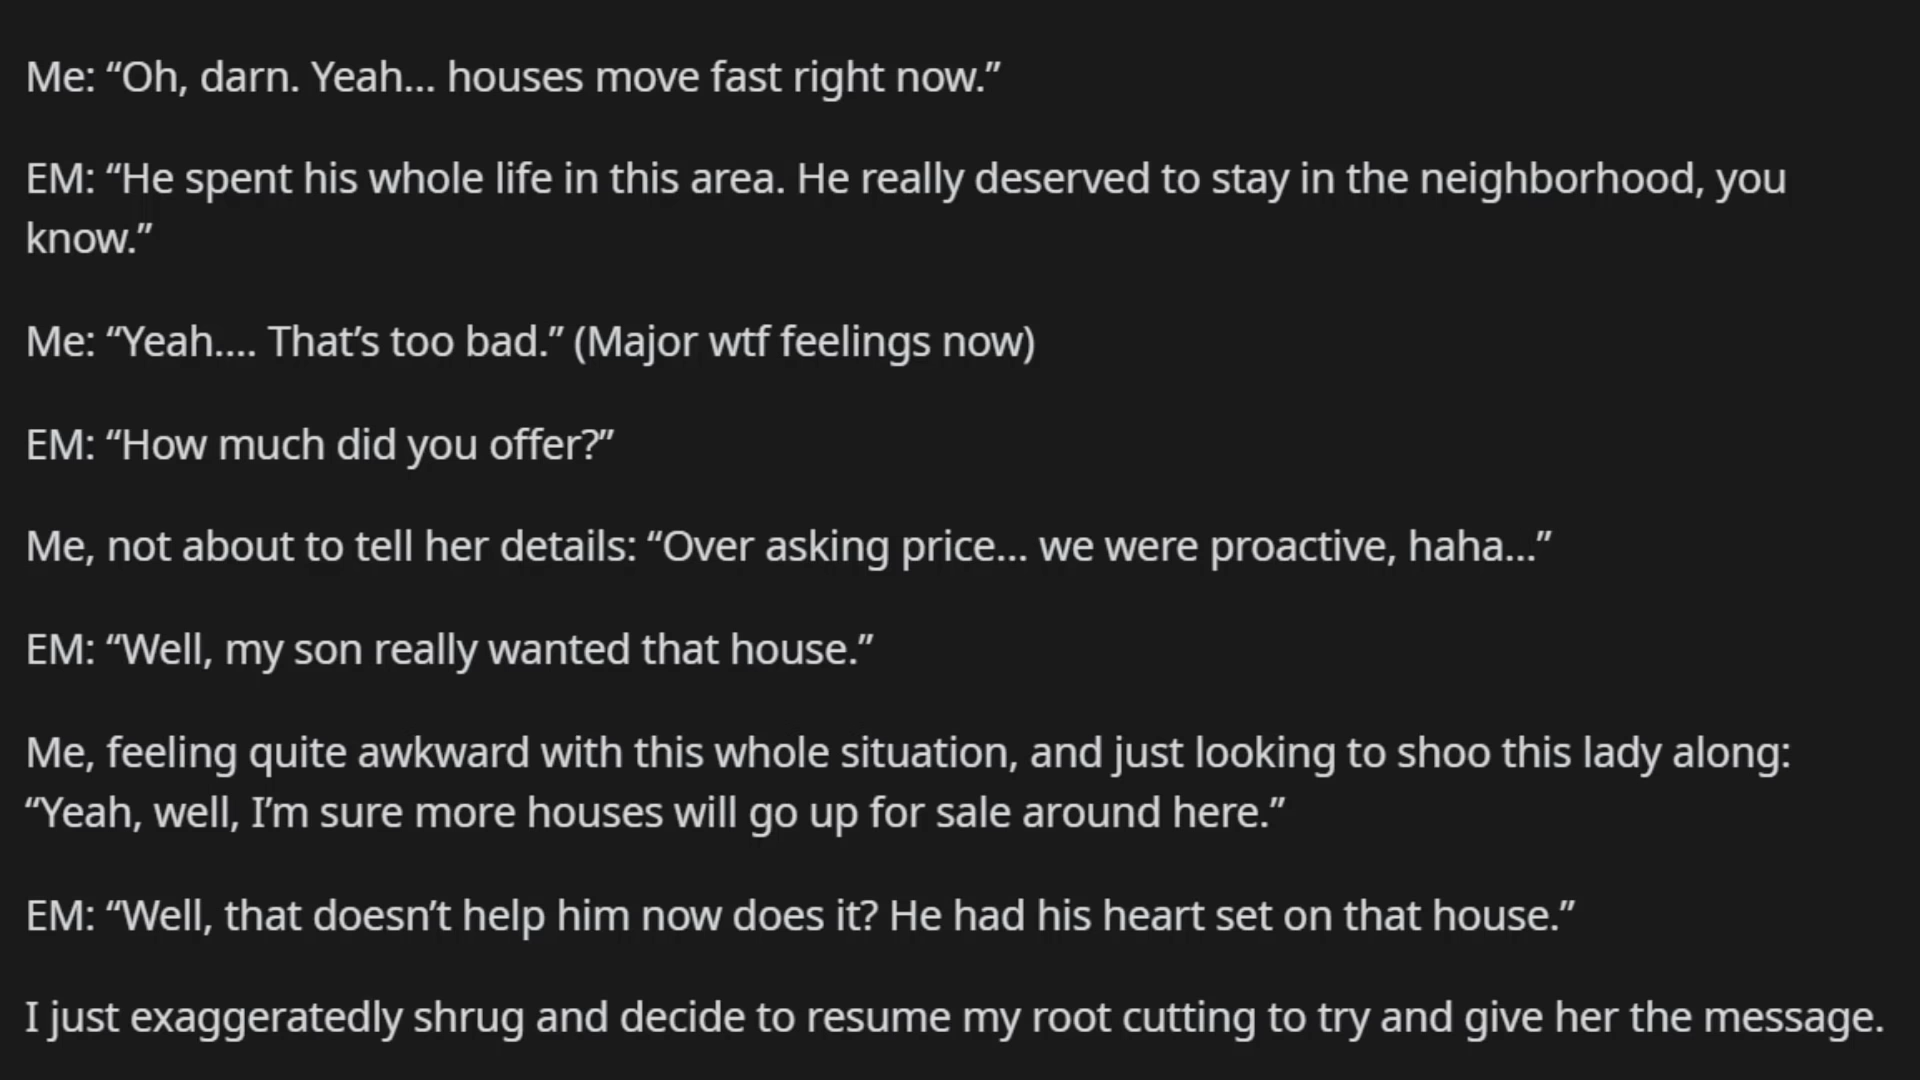 Me: “Oh, darn. Yeah... houses move fast right now.”
EM: “He spent his whole life in this area. He really deserved to stay in the neighborhood, you
know.”
Me: “Yeah.... That’s too bad.” (Major wtf feelings now)
EM: “How much did you offer?”
Me, not about to tell her details: “Over asking price... we were proactive, haha...”
EM: “Well, my son really wanted that house.”
Me, feeling quite awkward with this whole situation, and just looking to shoo this lady along:
“Yeah, well, I’m sure more houses will go up for sale around here.”
EM: “Well, that doesn’t help him now does it? He had his heart set on that house.”
I just exaggeratedly shrug and decide to resume my root cutting to try and give her the message.